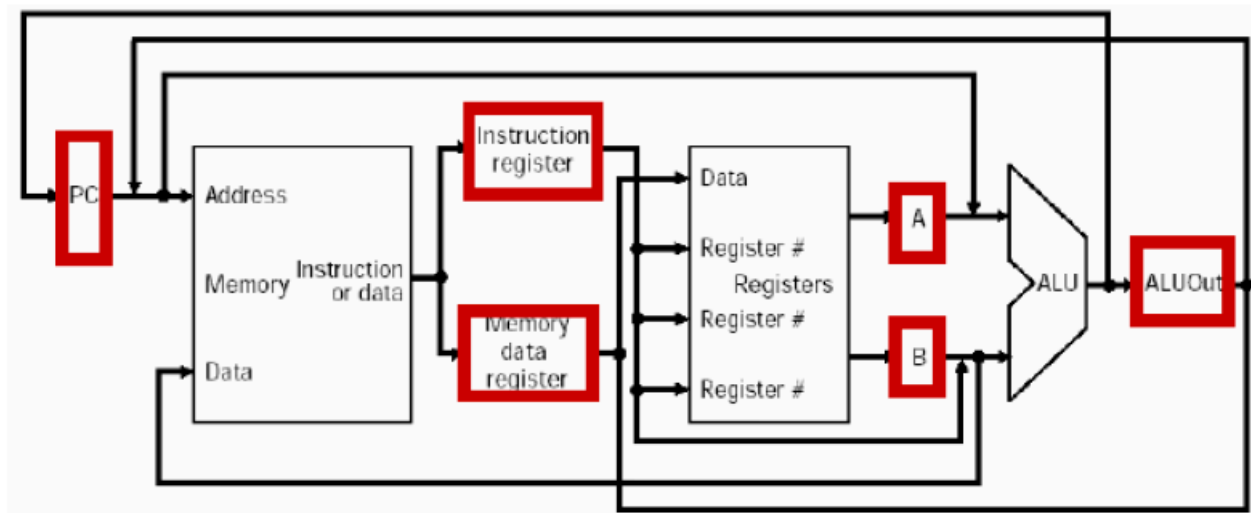 PC
Address
Memory
Instruction
or data
Data
Instruction
register
Memory
data
register
Data
Register #
Registers
Register #
Register #
A
B
ALU
ALUOut